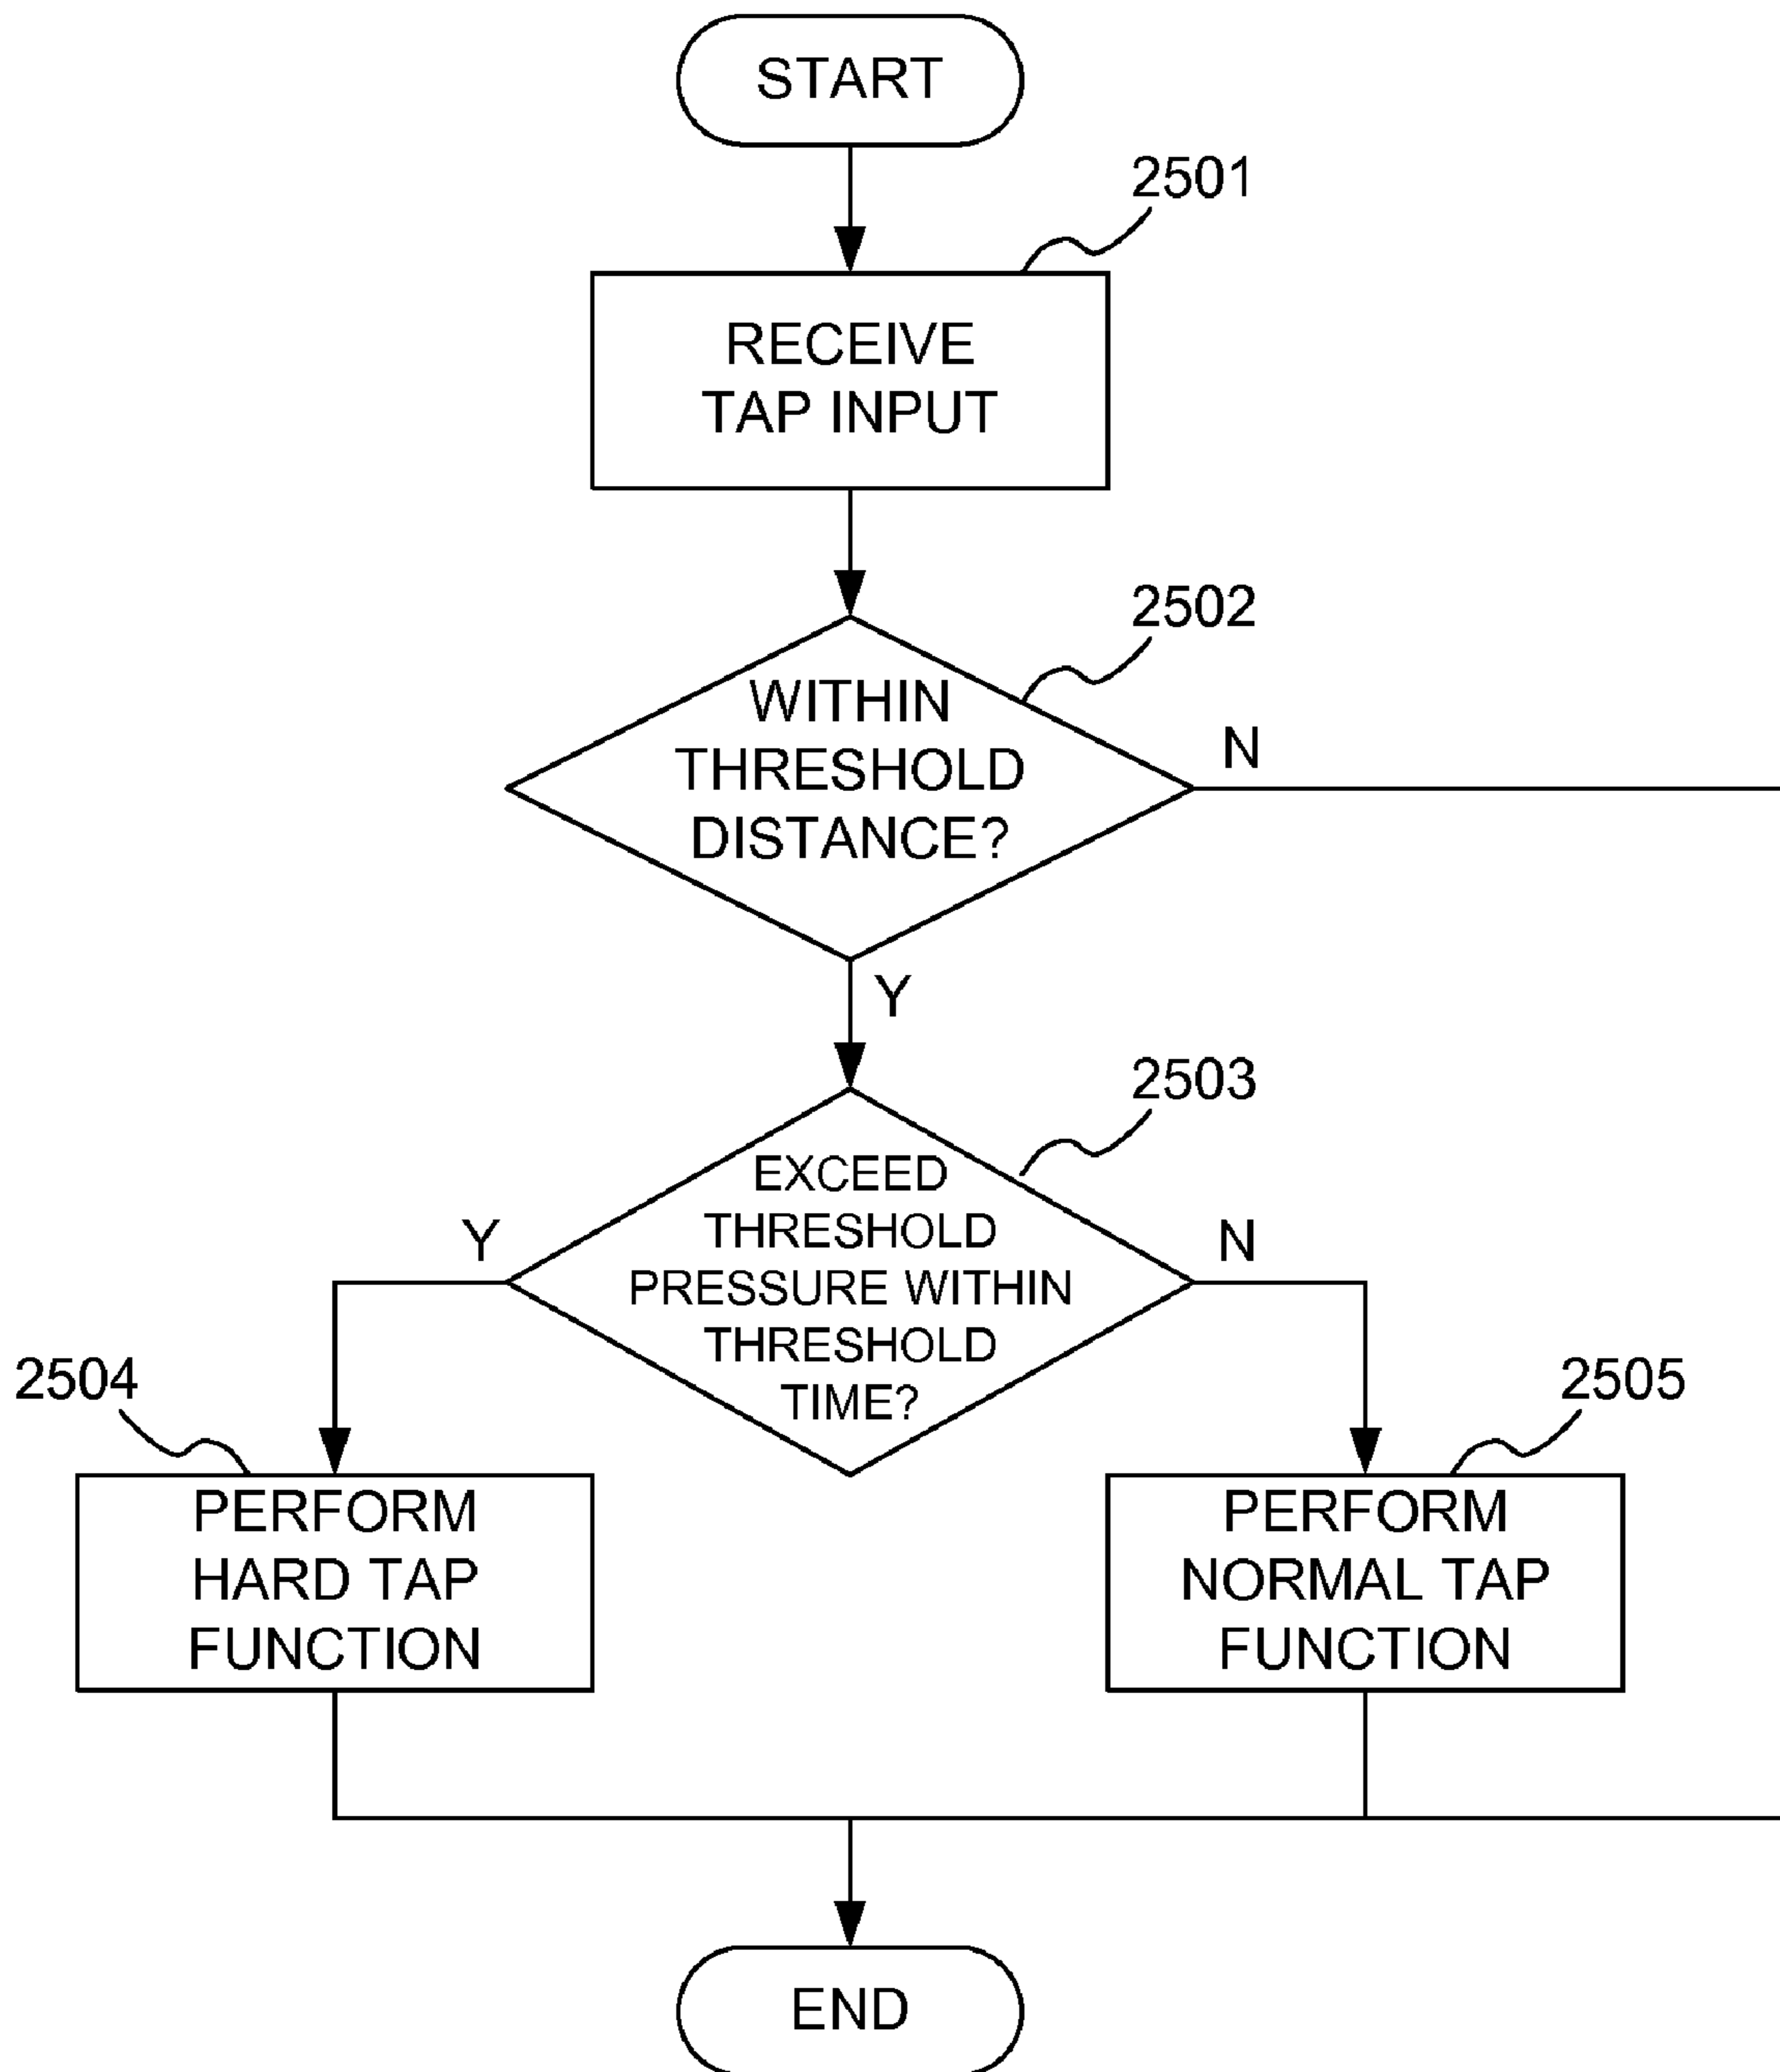 START
2501
RECEIVE
TAP INPUT
2502
WITHIN
THRESHOLD
DISTANCE?
N
Y
2503
EXCEED
THRESHOLD
PRESSURE WITHIN
THRESHOLD
TIME?
Y
N
2504
2505
PERFORM
HARD TAP
FUNCTION
PERFORM
NORMAL TAP
FUNCTION
END